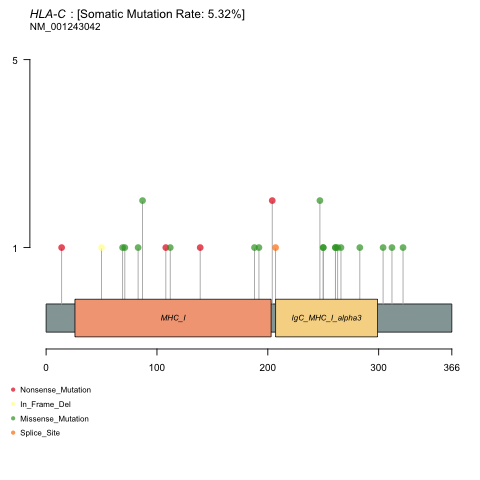 HLA-C : [Somatic Mutation Rate: 5.32%]
NM_001243042
5
1
MHC_I
IgC_MHC_I_alpha3
0 100 200 300 366
Nonsense_Mutation
In_Frame_Del
Missense_Mutation
Splice_Site